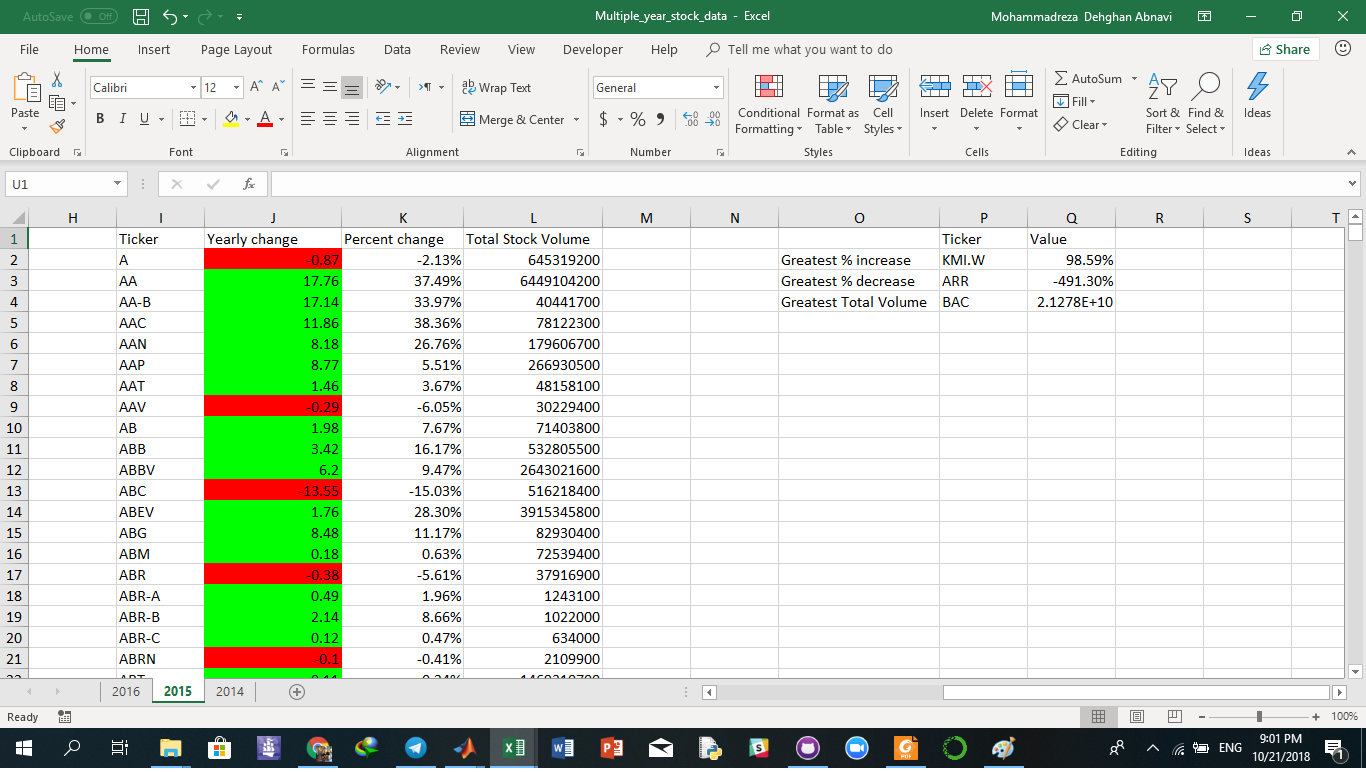 AutoSave Off Multiple_year_stock_data - Excel Mohammadreza Dehghan Abnavi
File Home Insert Page Layout Formulas Data Review View Developer Help Tell me what you want to do Share
Calibri 12 Wrap Text General AutoSum
Paste Merge & Center $ % Conditional Formatting Format as Table Cell Styles Insert Delete Format Fill Clear Sort & Filter Find & Select Ideas
B I U A
Clipboard Font Alignment Number Styles Cells Editing Ideas
U1 fx
H I J K L M N O P Q R S T
1 Ticker Yearly change Percent change Total Stock Volume Ticker Value
2 A -0.87 -2.13% 645319200 Greatest % increase KMI.W 98.59%
3 AA 17.76 37.49% 6449104200 Greatest % decrease ARR -491.30%
4 AA-B 17.14 33.97% 40441700 Greatest Total Volume BAC 2.1278E+10
5 AAC 11.86 38.36% 78122300
6 AAN 8.18 26.76% 179606700
7 AAP 8.77 5.51% 266930500
8 AAT 1.46 3.67% 48158100
9 AAV -0.29 -6.05% 30229400
10 AB 1.98 7.67% 71403800
11 ABB 3.42 16.17% 532805500
12 ABBV 6.2 9.47% 2643021600
13 ABC -13.55 -15.03% 516218400
14 ABEV 1.76 28.30% 3915345800
15 ABG 8.48 11.17% 82930400
16 ABM 0.18 0.63% 72539400
17 ABR -0.38 -5.61% 37916900
18 ABR-A 0.49 1.96% 1243100
19 ABR-B 2.14 8.66% 1022000
20 ABR-C 0.12 0.47% 634000
21 ABRN -0.1 -0.41% 2109900
2016 2015 2014
Ready 100%
ENG 9:01 PM
10/21/2018